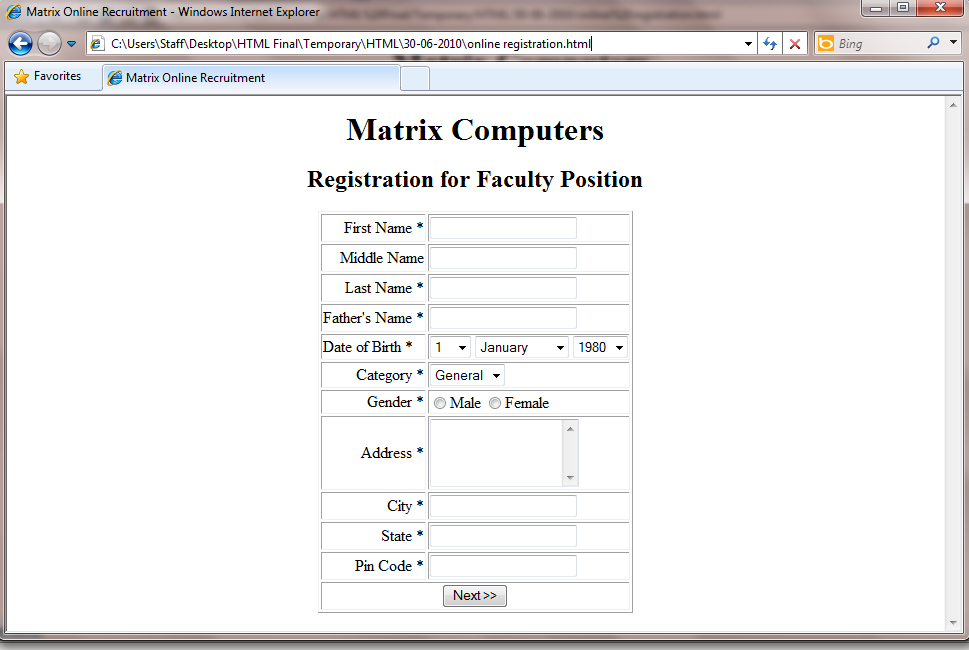 Matrix Online Recruitment - Windows Internet Explorer
C:\Users\Staff\Desktop\HTML Final\Temporary\HTML\30-06-2010\online registration.html
Bing
Favorites
Matrix Online Recruitment
Matrix Computers
Registration for Faculty Position
First Name *
Middle Name
Last Name *
Father's Name *
Date of Birth * 1 January 1980
Category * General
Gender * Male Female
Address *
City *
State *
Pin Code *
Next >>